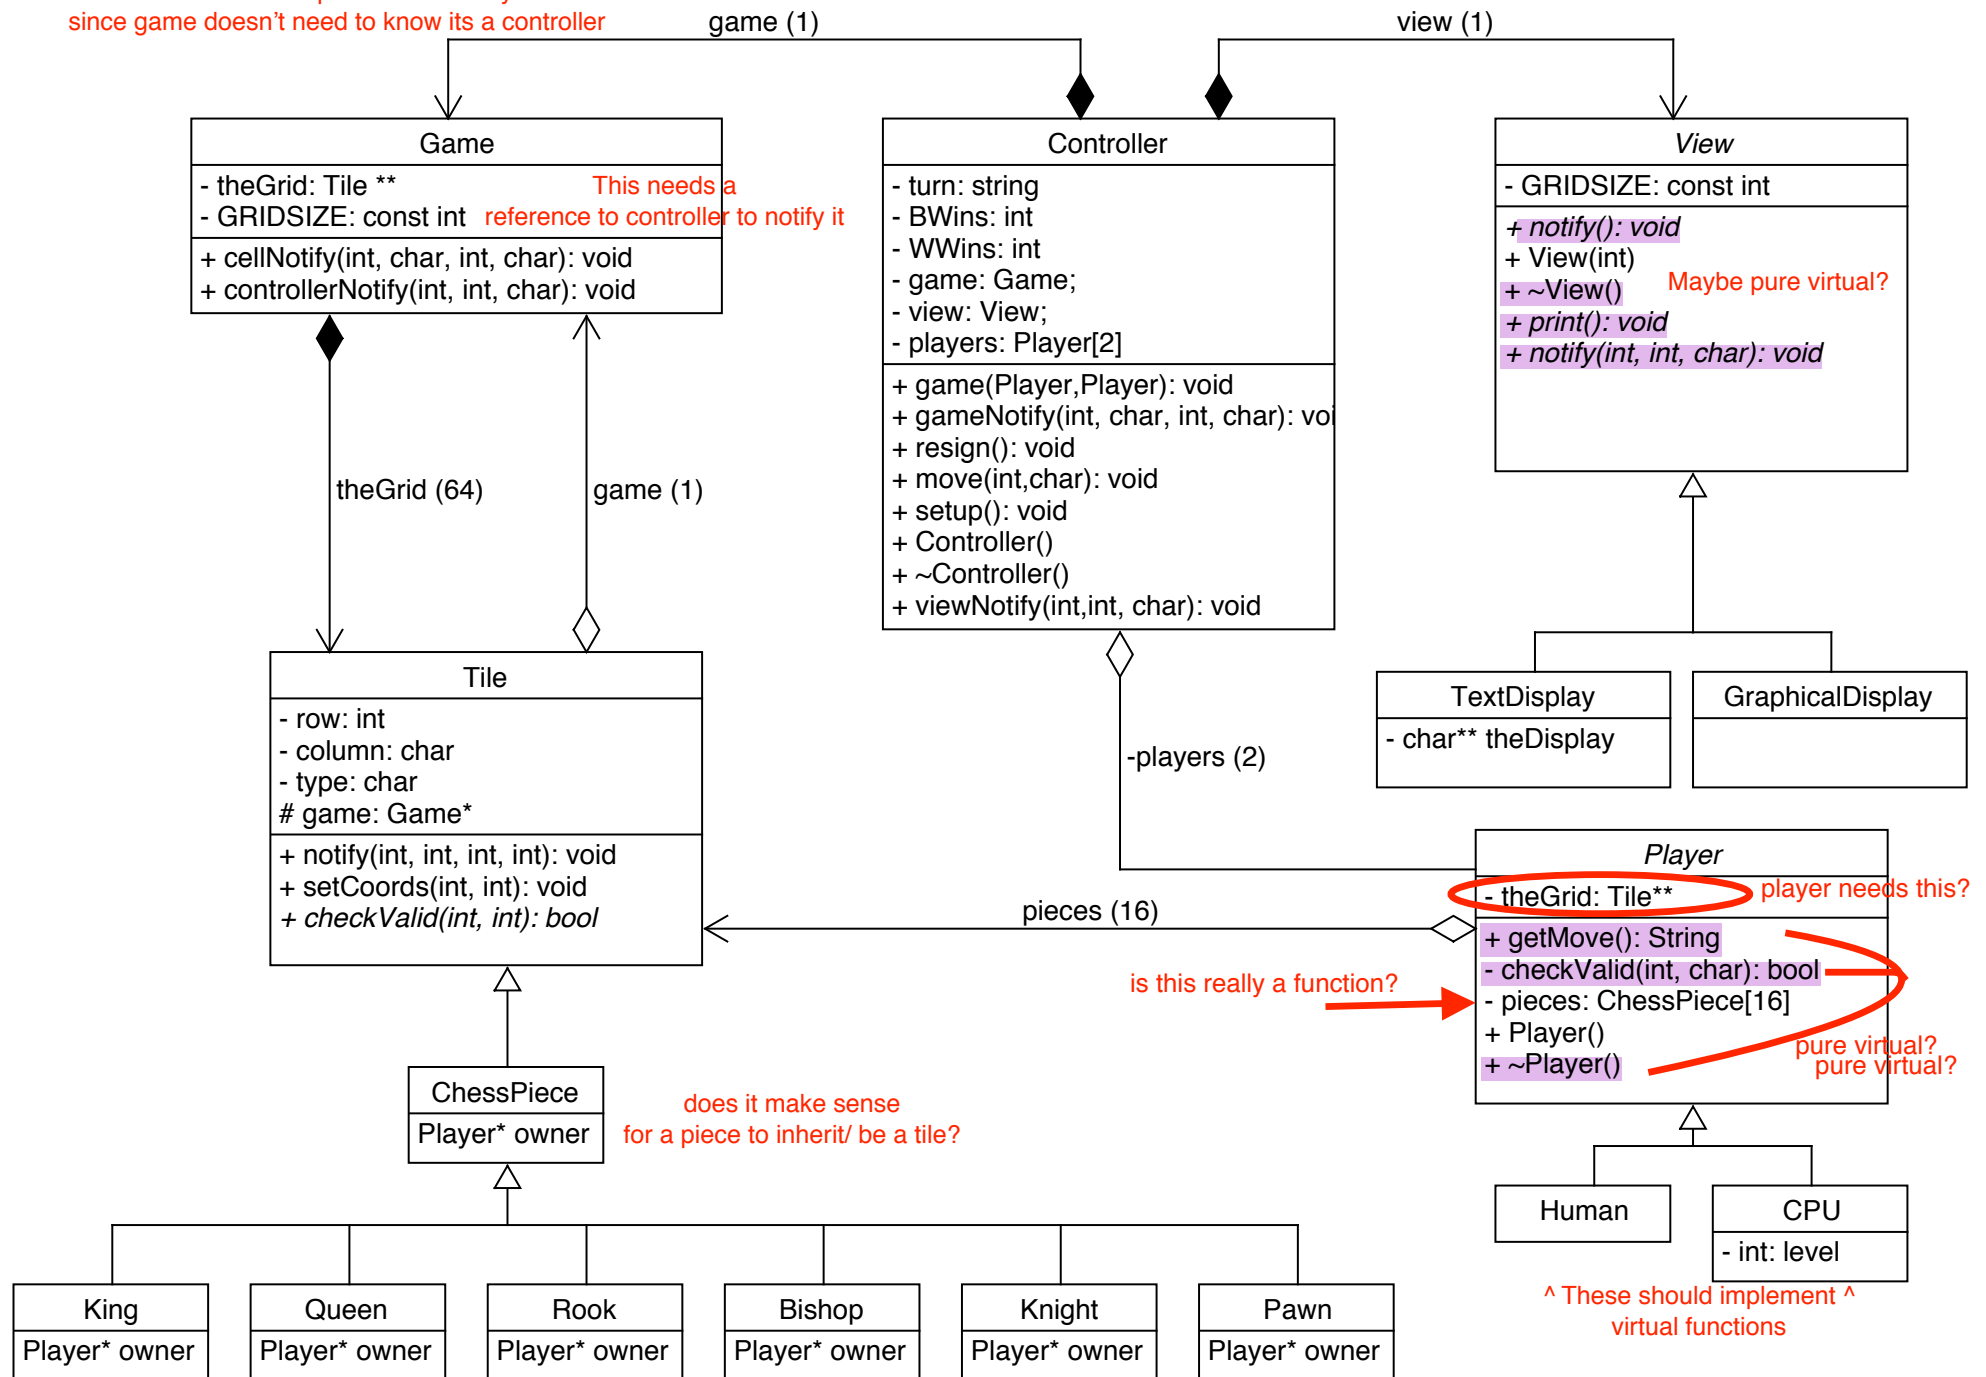 since game doesn't need to know its a controller
game (1)
view (1)
Game
- theGrid: Tile **
- GRIDSIZE: const int
This needs a
reference to controller to notify it
+ cellNotify(int, char, int, char): void
+ controllerNotify(int, int, char): void
Controller
- turn: string
- BWins: int
- WWins: int
- game: Game;
- view: View;
- players: Player[2]
+ game(Player,Player): void
+ gameNotify(int, char, int, char): voi
+ resign(): void
+ move(int,char): void
+ setup(): void
+ Controller()
+ ~Controller()
+ viewNotify(int,int, char): void
View
- GRIDSIZE: const int
+ notify(): void
+ View(int)
+ ~View()
Maybe pure virtual?
+ print(): void
+ notify(int, int, char): void
theGrid (64)
game (1)
Tile
- row: int
- column: char
- type: char
# game: Game*
+ notify(int, int, int, int): void
+ setCoords(int, int): void
+ checkValid(int, int): bool
-players (2)
TextDisplay
- char** theDisplay
GraphicalDisplay
pieces (16)
Player
- theGrid: Tile**
player needs this?
+ getMove(): String
- checkValid(int, char): bool
- pieces: ChessPiece[16]
+ Player()
+ ~Player()
is this really a function?
pure virtual?
pure virtual?
ChessPiece
Player* owner
does it make sense
for a piece to inherit/ be a tile?
Human
CPU
- int: level
^ These should implement ^
virtual functions
King
Player* owner
Queen
Player* owner
Rook
Player* owner
Bishop
Player* owner
Knight
Player* owner
Pawn
Player* owner